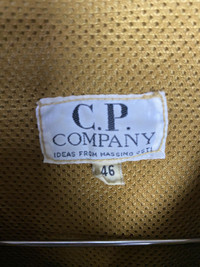 C.P.
COMPANY
IDEAS FROM MASSIMO OSTI
46